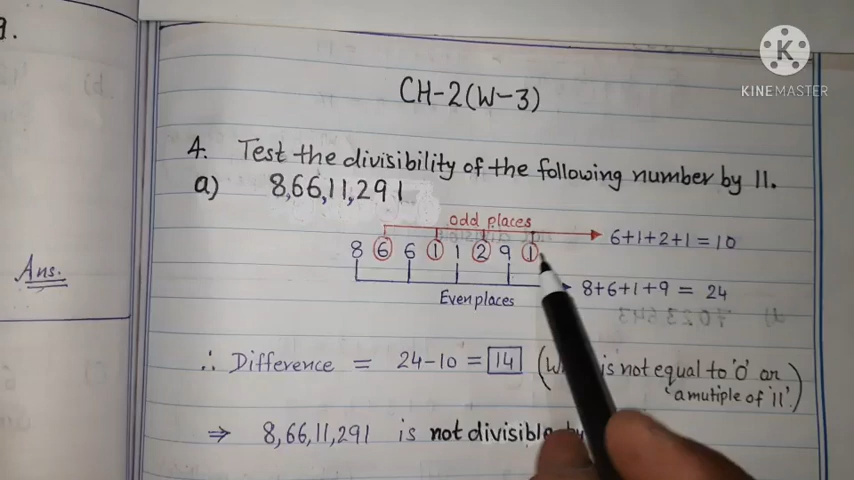 9.
K
KINEMASTER
CH-2(W-3)
4. Test the divisibility of the following number by 11.
a) 8,66,11,291
odd places
8 6 6 1 1 2 9 1
6+1+2+1 = 10
Even places
8+6+1+9 = 24
Ans.
∴ Difference = 24-10 = 14 ( is not equal to '0' or
'a mutiple of 11'.)
⇒ 8,66,11,291 is not divisible